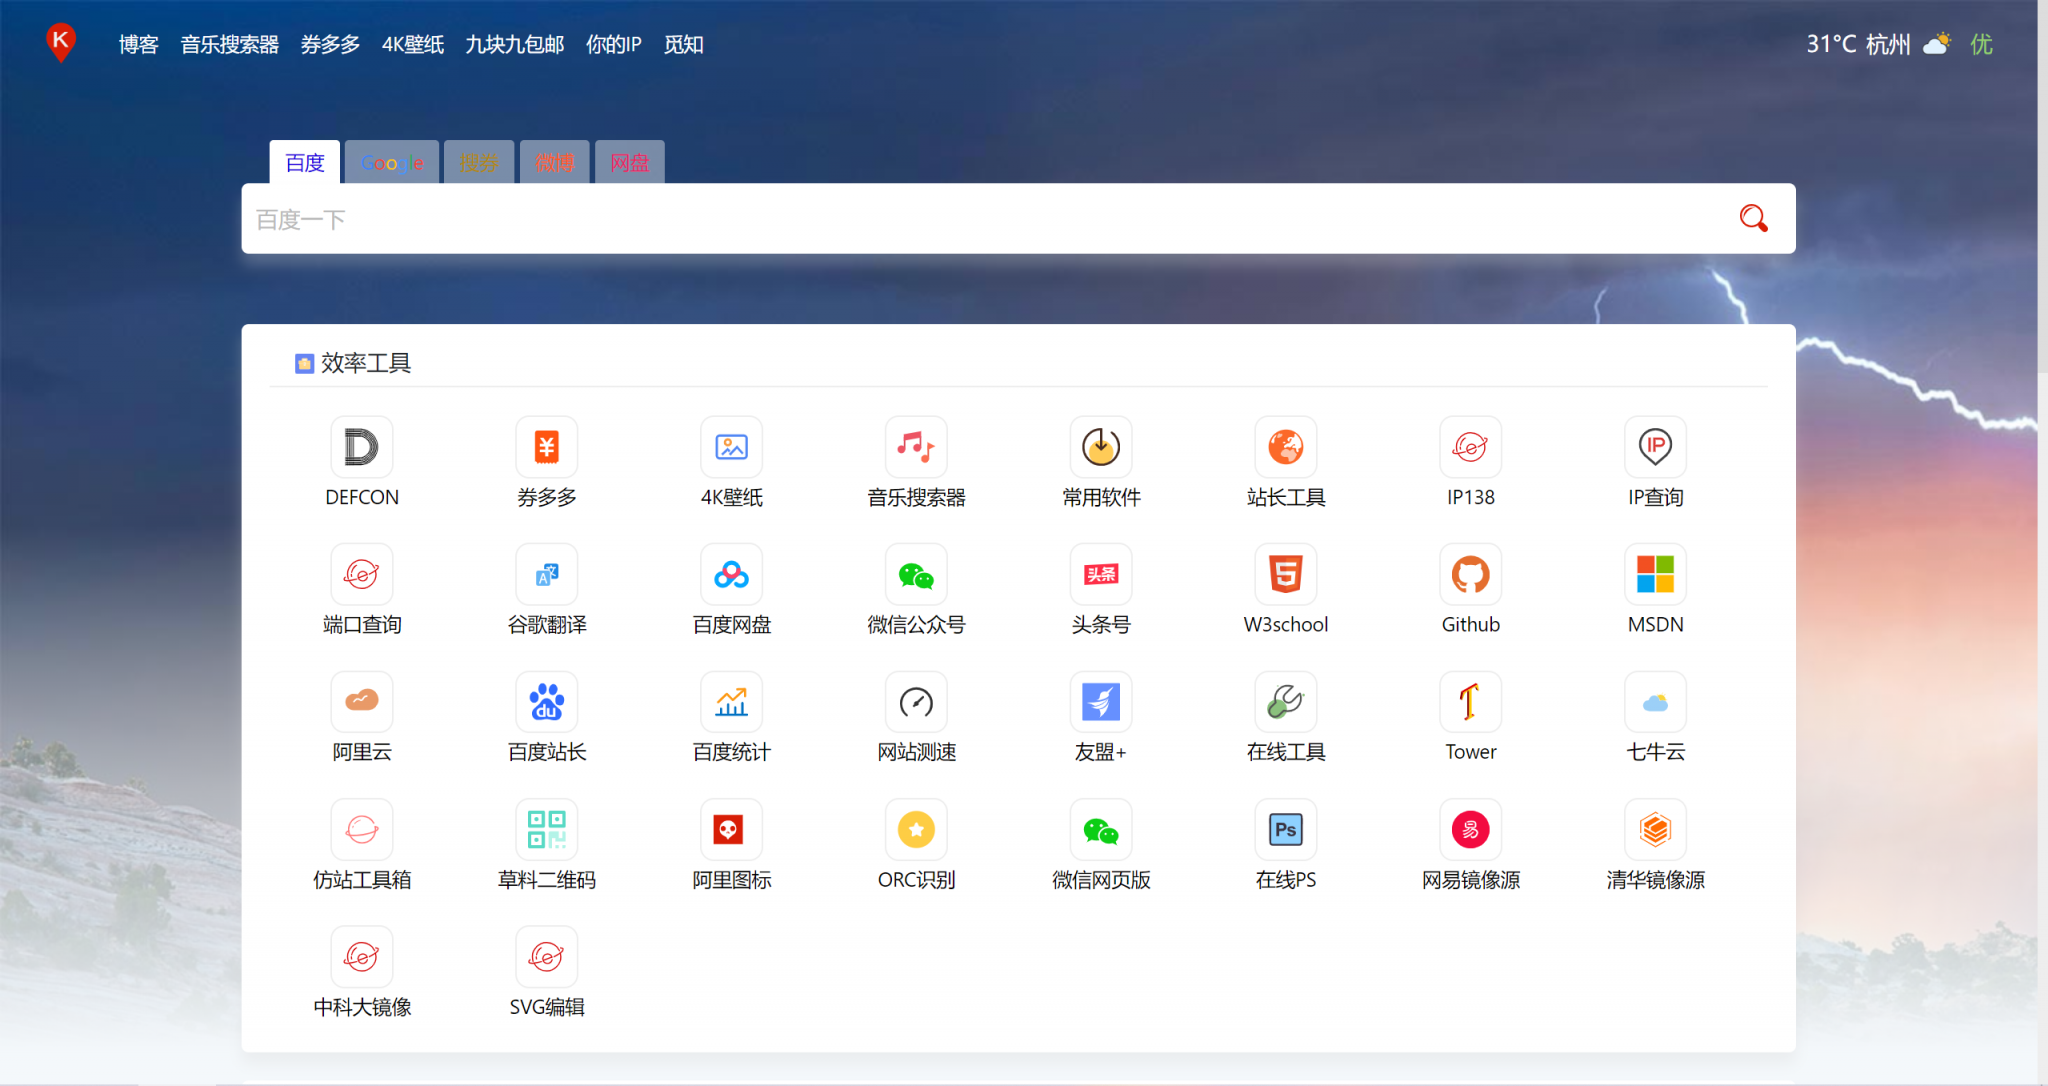 K
博客 音乐搜索器 券多多 4K壁纸 九块九包邮 你的IP 觅知
31°C 杭州 优
百度 Google 搜券 微博 网盘
百度一下
效率工具
DEFCON 券多多 4K壁纸 音乐搜索器 常用软件 站长工具 IP138 IP查询
端口查询 谷歌翻译 百度网盘 微信公众号 头条号 W3school Github MSDN
阿里云 百度站长 百度统计 网站测速 友盟+ 在线工具 Tower 七牛云
仿站工具箱 草料二维码 阿里图标 ORC识别 微信网页版 在线PS 网易镜像源 清华镜像源
中科大镜像 SVG编辑